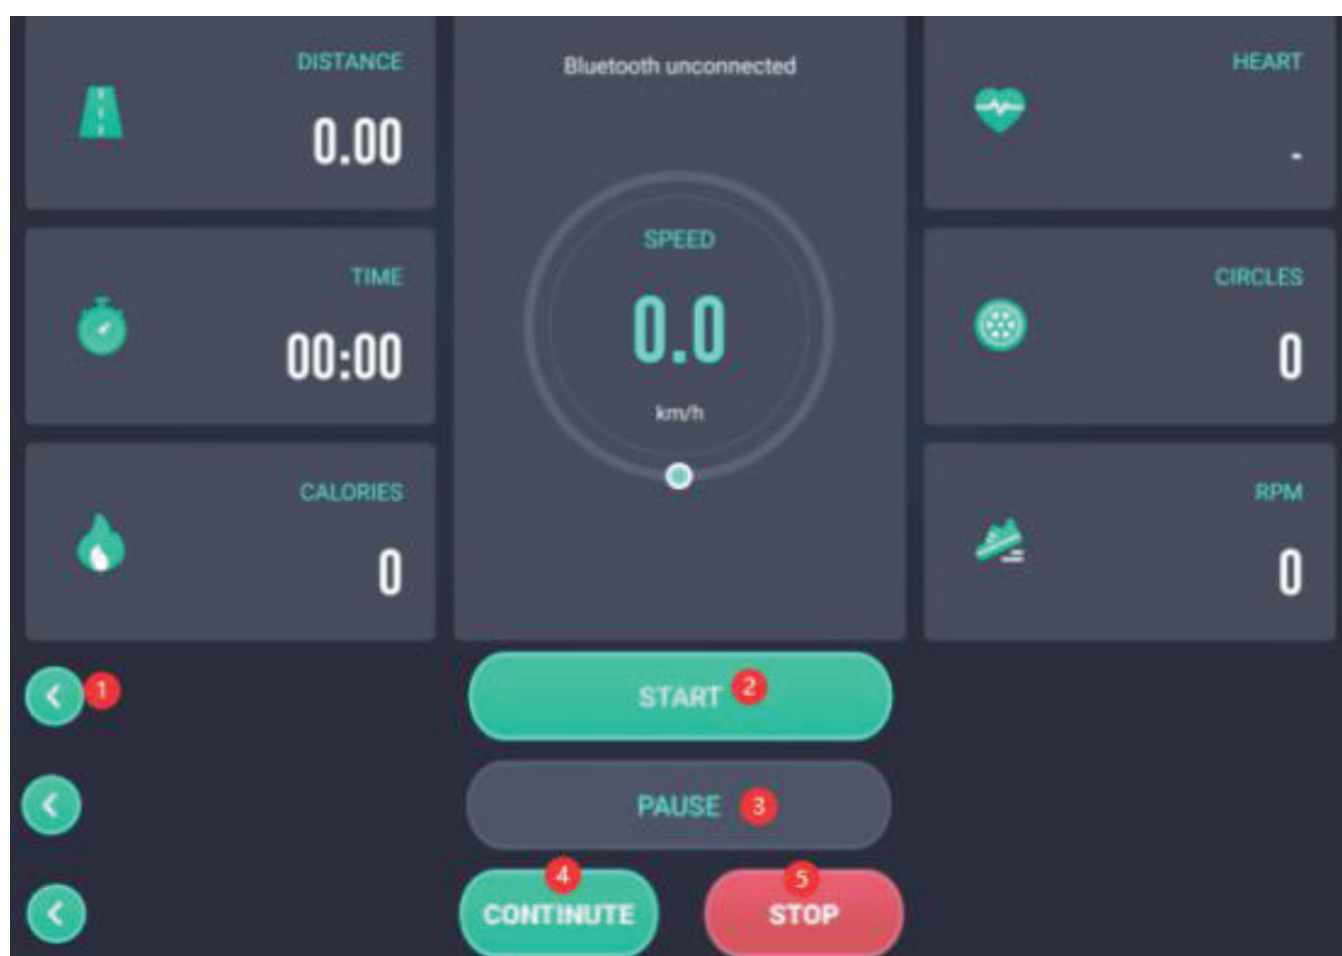 DISTANCE
0.00
Bluetooth unconnected
HEART
-
SPEED
0.0
km/h
TIME
00:00
CIRCLES
0
CALORIES
0
RPM
0
1
START 2
PAUSE 3
4
5
CONTINUTE
STOP